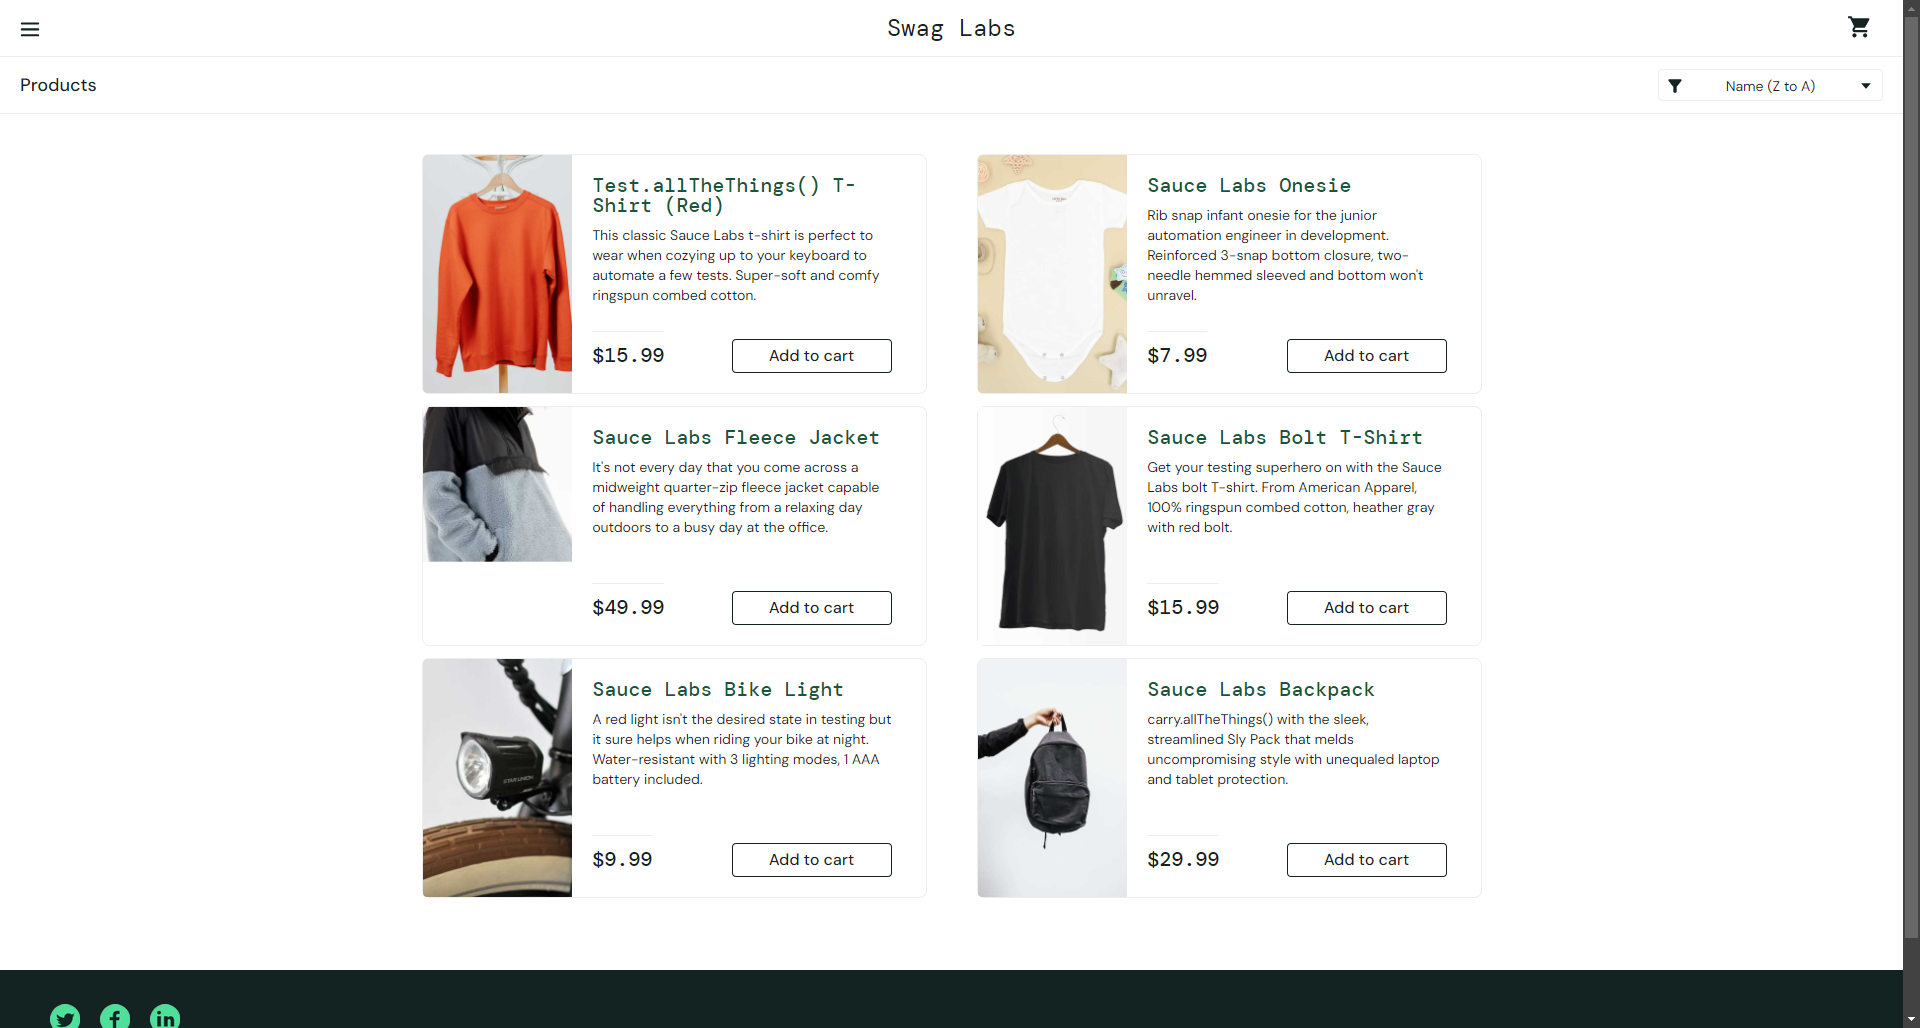 Swag Labs
Products
Name (Z to A)
Test.allTheThings() T-
Shirt (Red)
This classic Sauce Labs t-shirt is perfect to
wear when cozying up to your keyboard to
automate a few tests. Super-soft and comfy
ringspun combed cotton.
$15.99
Add to cart
Sauce Labs Onesie
Rib snap infant onesie for the junior
automation engineer in development.
Reinforced 3-snap bottom closure, two-
needle hemmed sleeved and bottom won't
unravel.
$7.99
Add to cart
Sauce Labs Fleece Jacket
It's not every day that you come across a
midweight quarter-zip fleece jacket capable
of handling everything from a relaxing day
outdoors to a busy day at the office.
$49.99
Add to cart
Sauce Labs Bolt T-Shirt
Get your testing superhero on with the Sauce
Labs bolt T-shirt. From American Apparel,
100% ringspun combed cotton, heather gray
with red bolt.
$15.99
Add to cart
Sauce Labs Bike Light
A red light isn't the desired state in testing but
it sure helps when riding your bike at night.
Water-resistant with 3 lighting modes, 1 AAA
battery included.
$9.99
Add to cart
Sauce Labs Backpack
carry.allTheThings() with the sleek,
streamlined Sly Pack that melds
uncompromising style with unequaled laptop
and tablet protection.
$29.99
Add to cart